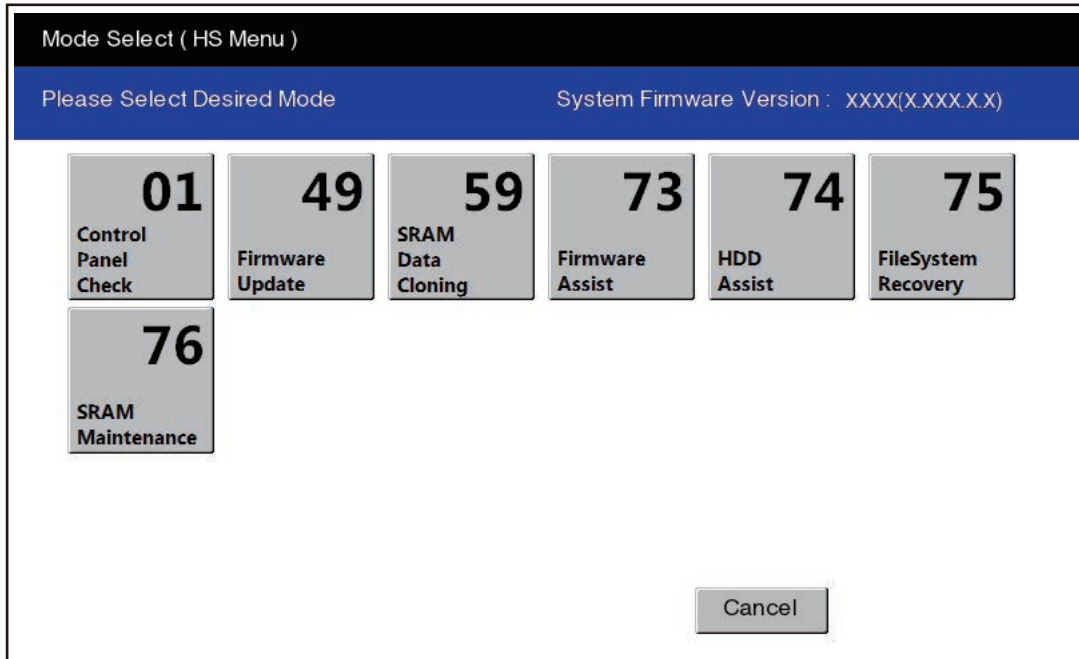 Mode Select ( HS Menu )
Please Select Desired Mode System Firmware Version : XXXX(X.XXX.X.X)
01
Control
Panel
Check
49
Firmware
Update
59
SRAM
Data
Cloning
73
Firmware
Assist
74
HDD
Assist
75
FileSystem
Recovery
76
SRAM
Maintenance
Cancel